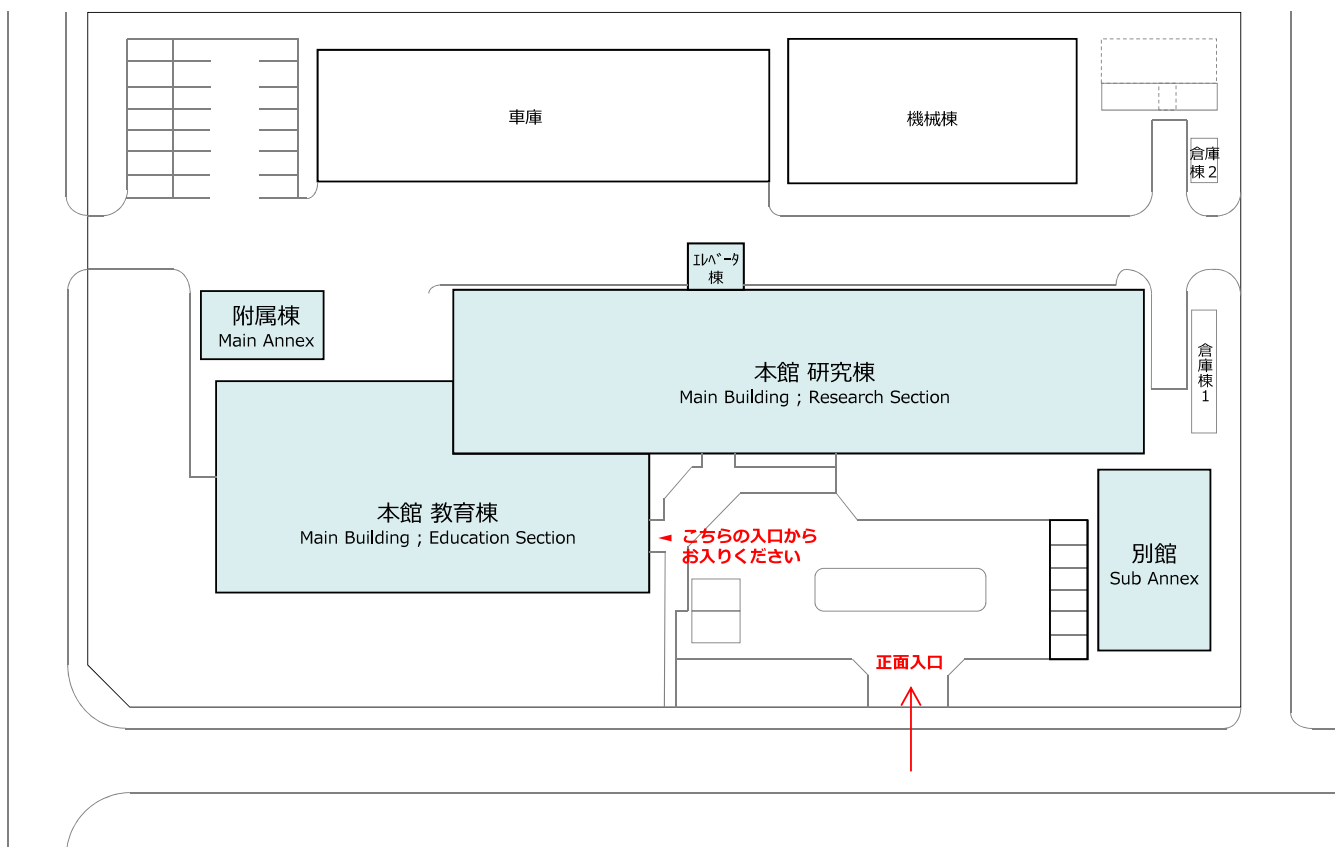 車庫
機械棟
倉庫
棟2
ｴﾚﾍﾞｰﾀ
棟
附属棟
Main Annex
本館 研究棟
Main Building ; Research Section
倉庫棟1
本館 教育棟
Main Building ; Education Section
◄ こちらの入口から
お入りください
別館
Sub Annex
正面入口